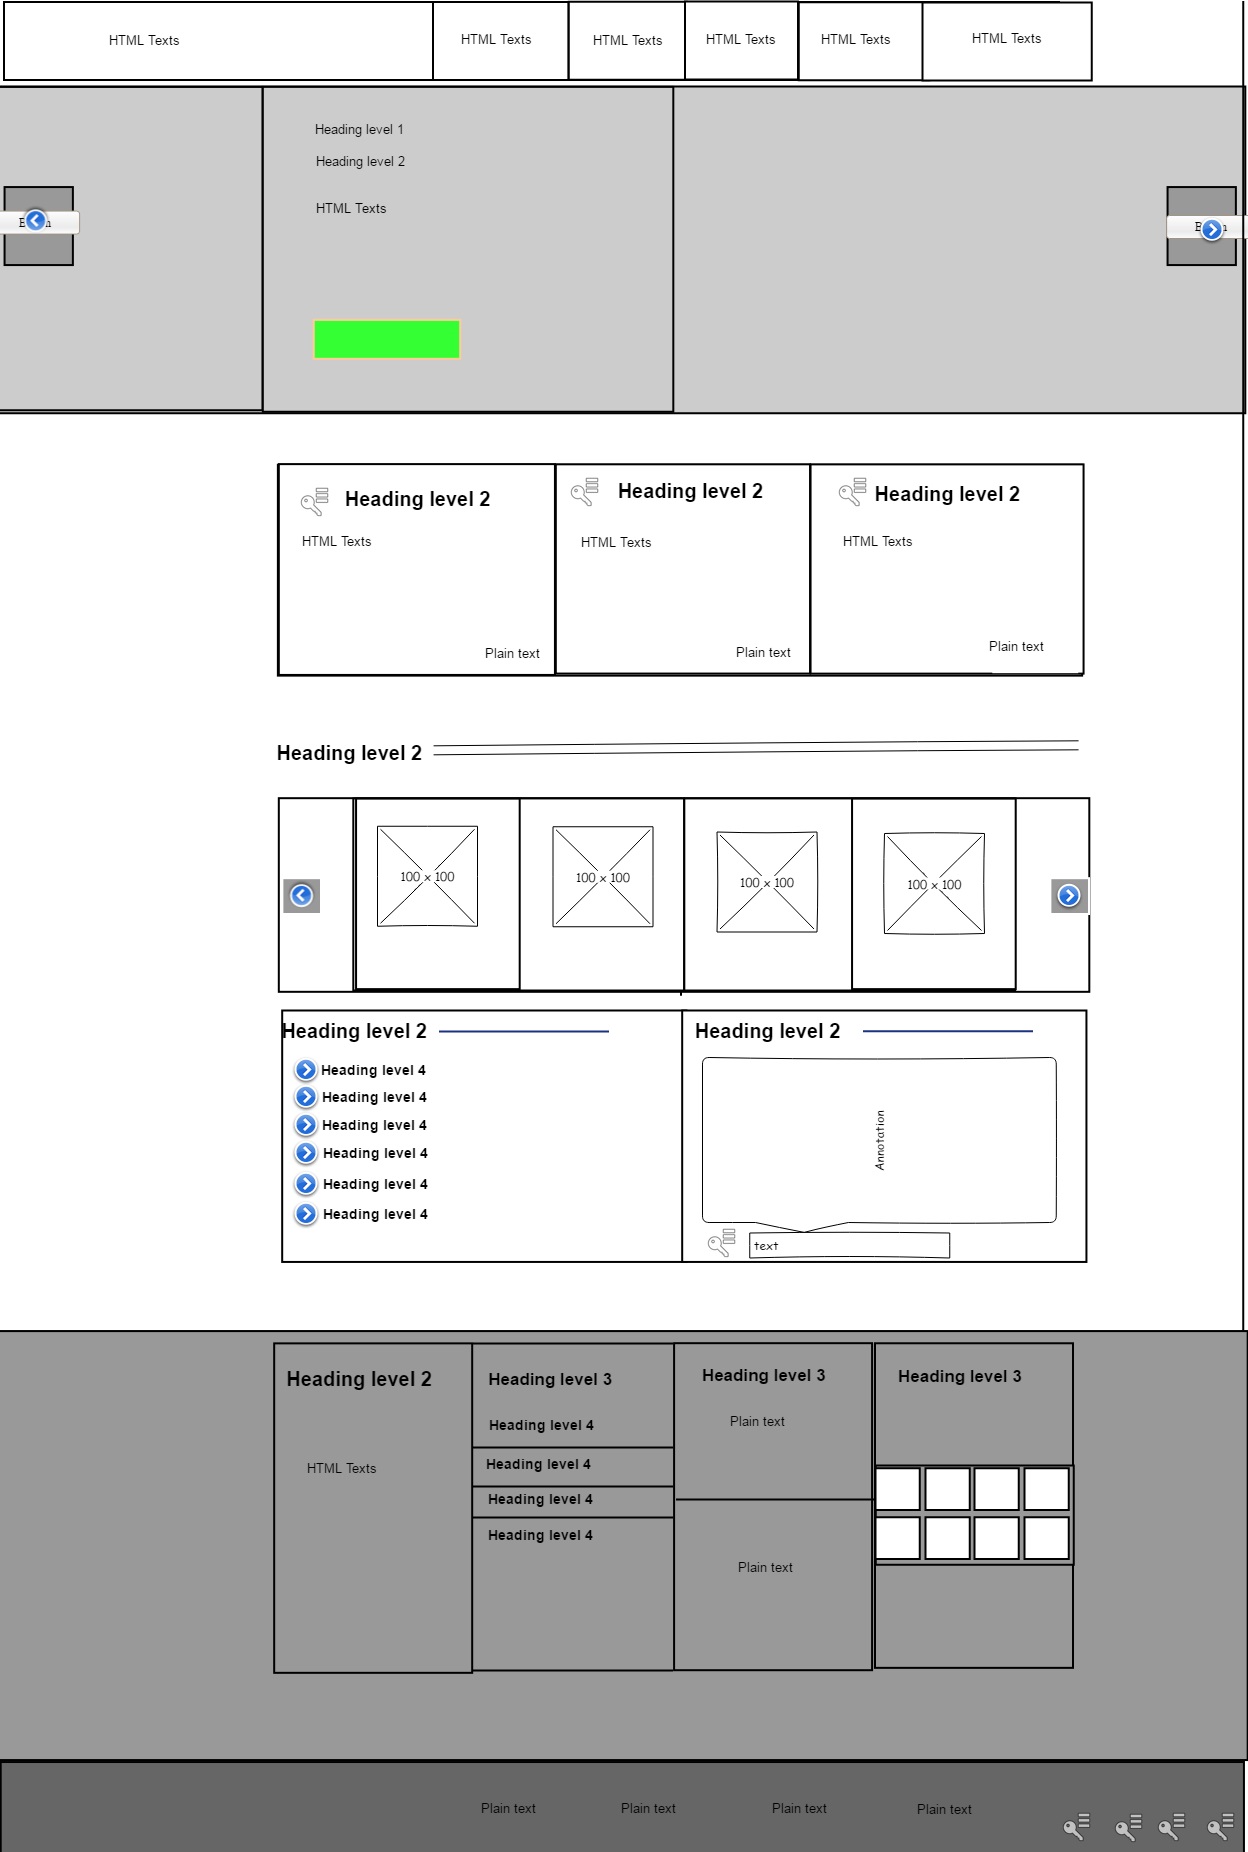 HTML Texts HTML Texts HTML Texts HTML Texts HTML Texts HTML Texts
Heading level 1
Heading level 2
HTML Texts
Heading level 2
HTML Texts
Plain text
Heading level 2
HTML Texts
Plain text
Heading level 2
HTML Texts
Plain text
Heading level 2
100 x 100 100 x 100 100 x 100 100 x 100
Heading level 2
Heading level 4
Heading level 4
Heading level 4
Heading level 4
Heading level 4
Heading level 4
Heading level 2
Annotation
text
Heading level 2
HTML Texts
Heading level 3
Heading level 4
Heading level 4
Heading level 4
Heading level 4
Heading level 3
Plain text
Plain text
Heading level 3
Plain text Plain text Plain text Plain text